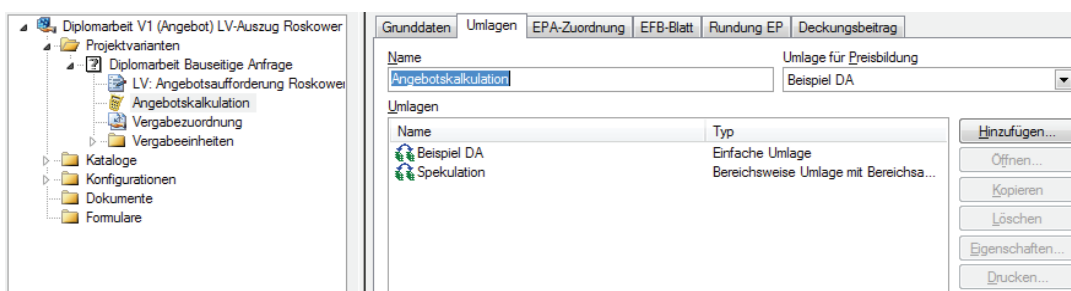 Diplomarbeit V1 (Angebot) LV-Auszug Roskower
Projektvarianten
Diplomarbeit Bauseitige Anfrage
LV: Angebotsaufforderung Roskower
Angebotskalkulation
Vergabezuordnung
Vergabeeinheiten
Kataloge
Konfigurationen
Dokumente
Formulare
Grunddaten Umlagen EPA-Zuordnung EFB-Blatt Rundung EP Deckungsbeitrag
Name Umlage für Preisbildung
Angebotskalkulation Beispiel DA
Umlagen
Name Typ
Beispiel DA Einfache Umlage
Spekulation Bereichsweise Umlage mit Bereichsa...
Hinzufügen...
Öffnen...
Kopieren
Löschen
Eigenschaften...
Drucken...